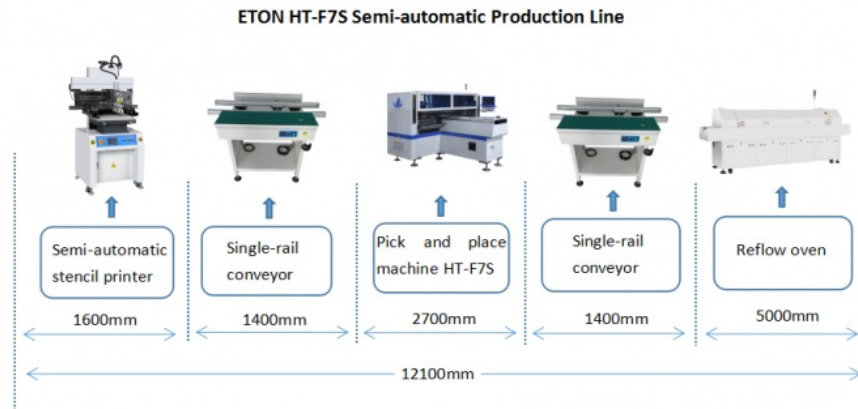 ETON HT-F7S Semi-automatic Production Line
Semi-automatic
stencil printer
Single-rail
conveyor
Pick and place
machine HT-F7S
Single-rail
conveyor
Reflow oven
1600mm
1400mm
2700mm
1400mm
5000mm
12100mm